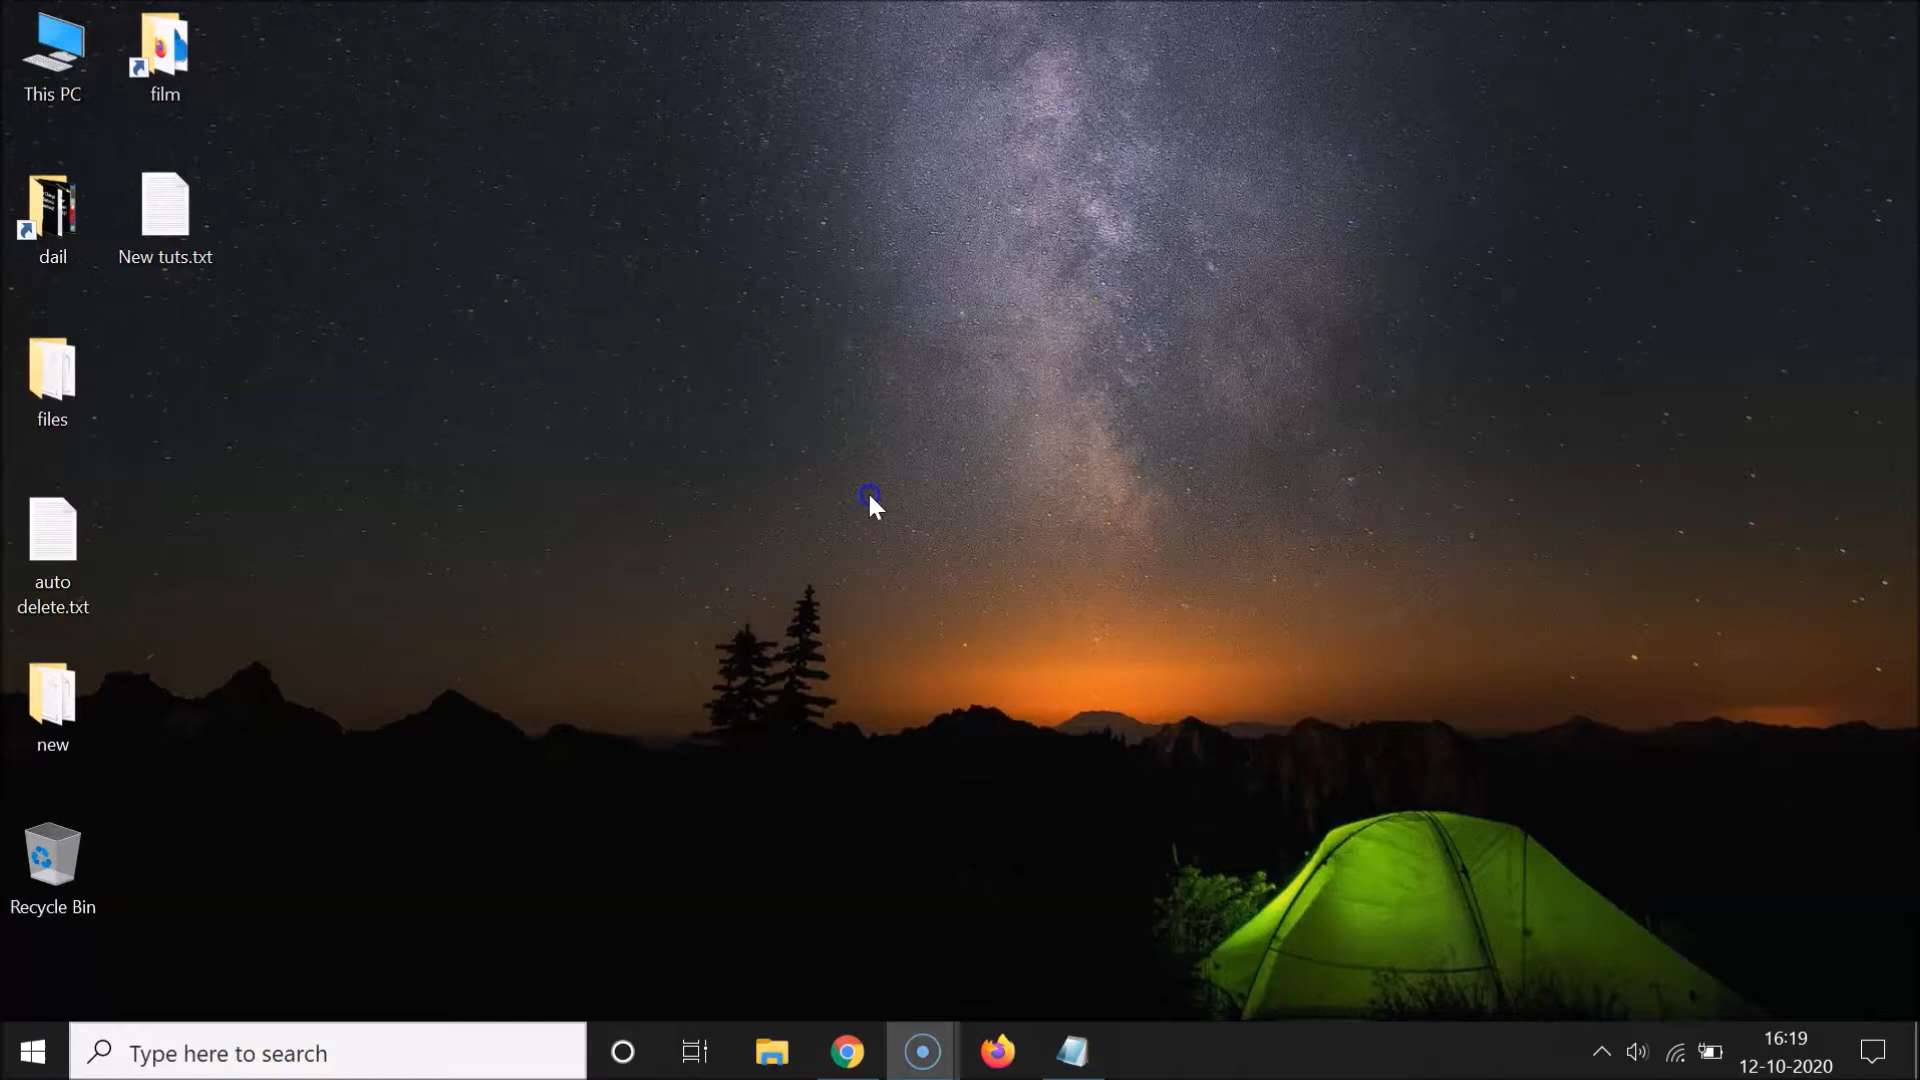 This PC
film
dail
New tuts.txt
files
auto
delete.txt
new
Recycle Bin
Type here to search
16:19
12-10-2020